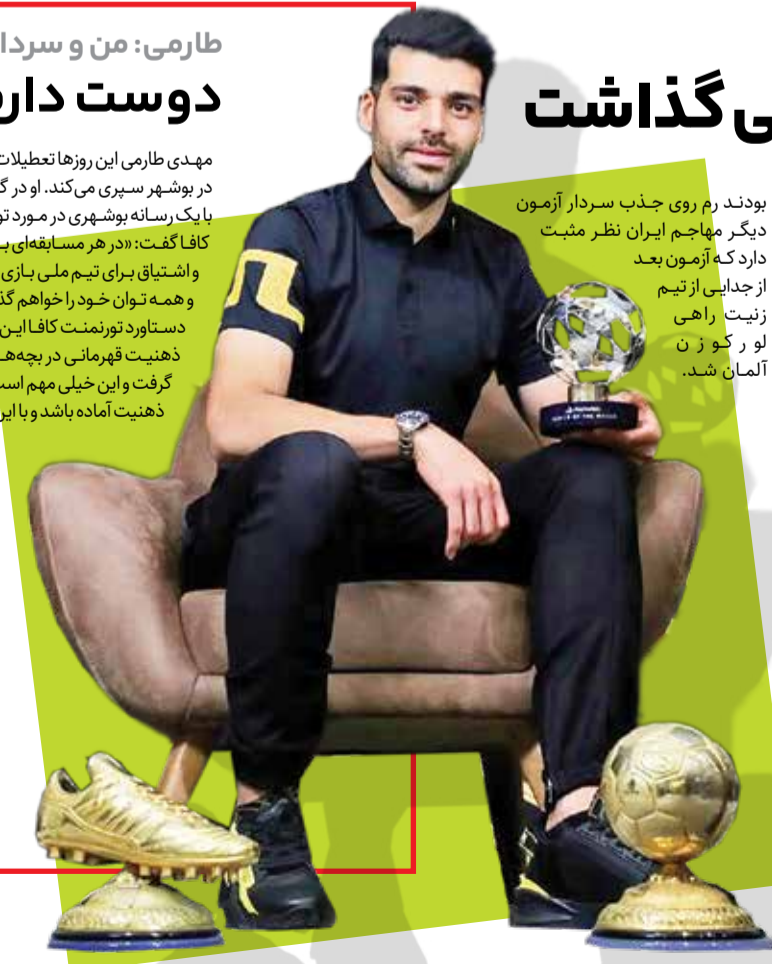 طارمی: من و سردا
دوست دار
مهدی طارمی این روزها تعطیلات
در بوشهر سپری می‌کند. او در گ
با یک رسانه بوشهری در مورد تو
کافا گفت: «در هر مسابقه‌ای ب
و اشتیاق برای تیم ملی بازی
و همه توان خود را خواهم گذ
دستاورد تورنمنت کافا این
ذهنیت قهرمانی در بچه‌ه
گرفت و این خیلی مهم است
ذهنیت آماده باشد و با این
ی گذاشت
بودند رم روی جذب سردار آزمون
دیگر مهاجم ایران نظر مثبت
دارد که آزمون بعد
از جدایی از تیم
زنیت راهی
لورکوزن
آلمان شد.